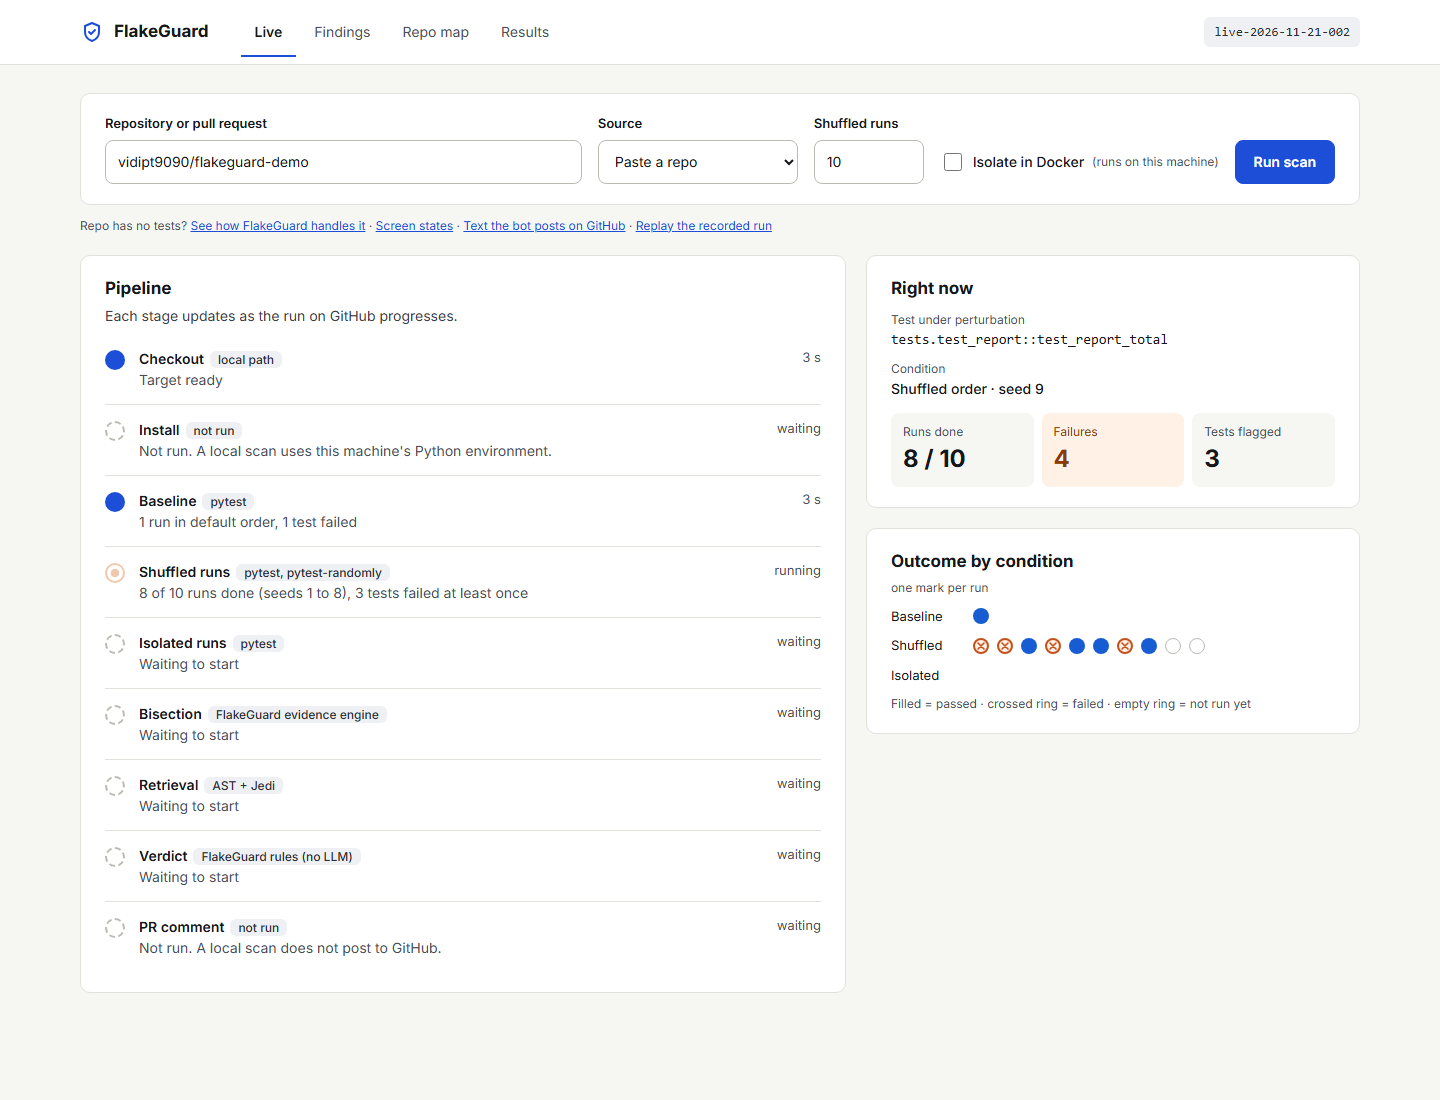 FlakeGuard
Live
Findings
Repo map
Results
live-2026-11-21-002
Repository or pull request
Source
Shuffled runs
vidipt9090/flakeguard-demo
Paste a repo
10
Isolate in Docker (runs on this machine)
Run scan
Repo has no tests? See how FlakeGuard handles it · Screen states · Text the bot posts on GitHub · Replay the recorded run
Pipeline
Each stage updates as the run on GitHub progresses.
Checkout local path 3 s
Target ready
Install not run waiting
Not run. A local scan uses this machine's Python environment.
Baseline pytest 3 s
1 run in default order, 1 test failed
Shuffled runs pytest, pytest-randomly running
8 of 10 runs done (seeds 1 to 8), 3 tests failed at least once
Isolated runs pytest waiting
Waiting to start
Bisection FlakeGuard evidence engine waiting
Waiting to start
Retrieval AST + Jedi waiting
Waiting to start
Verdict FlakeGuard rules (no LLM) waiting
Waiting to start
PR comment not run waiting
Not run. A local scan does not post to GitHub.
Right now
Test under perturbation
tests.test_report::test_report_total
Condition
Shuffled order · seed 9
Runs done
8 / 10
Failures
4
Tests flagged
3
Outcome by condition
one mark per run
Baseline
Shuffled
Isolated
Filled = passed · crossed ring = failed · empty ring = not run yet